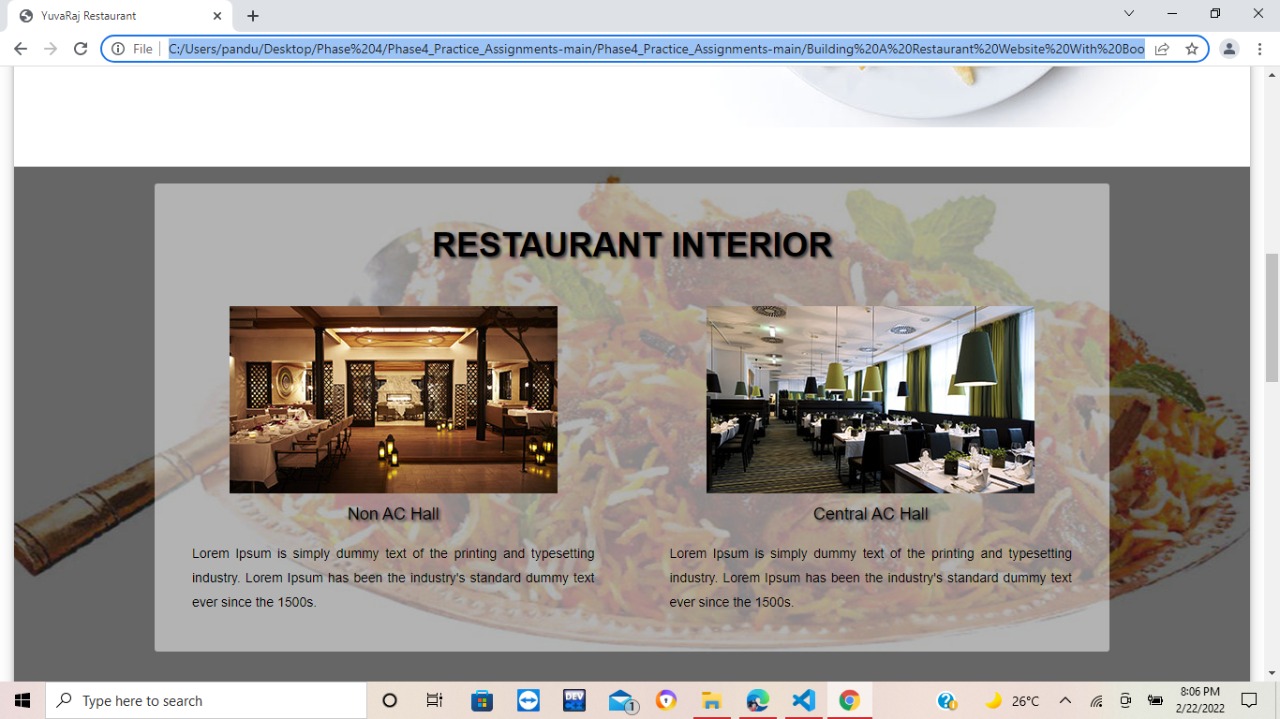 YuvaRaj Restaurant
File
C:/Users/pandu/Desktop/Phase%204/Phase4_Practice_Assignments-main/Phase4_Practice_Assignments-main/Building%20A%20Restaurant%20Website%20With%20Boo
RESTAURANT INTERIOR
Non AC Hall
Lorem Ipsum is simply dummy text of the printing and typesetting
industry. Lorem Ipsum has been the industry's standard dummy text
ever since the 1500s.
Central AC Hall
Lorem Ipsum is simply dummy text of the printing and typesetting
industry. Lorem Ipsum has been the industry's standard dummy text
ever since the 1500s.
Type here to search
DEV
1
26°C
8:06 PM
2/22/2022